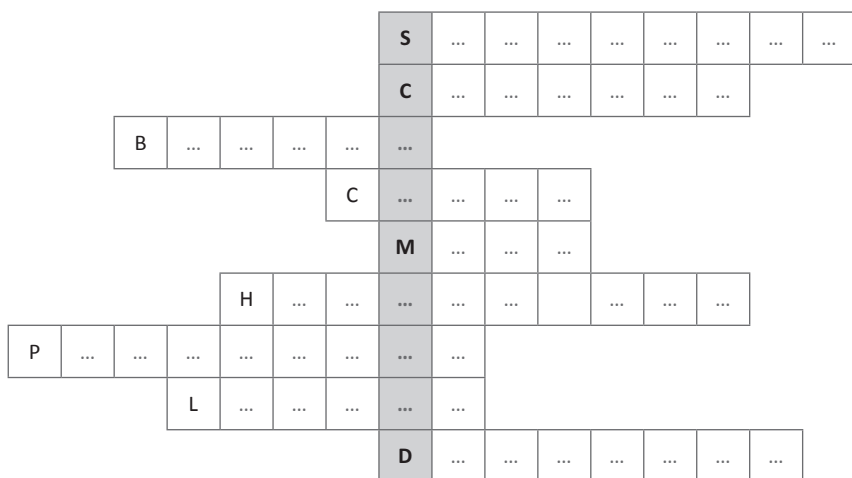 S ... ... ... ... ... ... ... ...
C ... ... ... ... ... ...
B ... ... ... ... ...
C ... ... ... ...
M ... ... ...
H ... ... ... ... ... ... ... ...
P ... ... ... ... ... ... ... ...
L ... ... ... ... ...
D ... ... ... ... ... ... ...